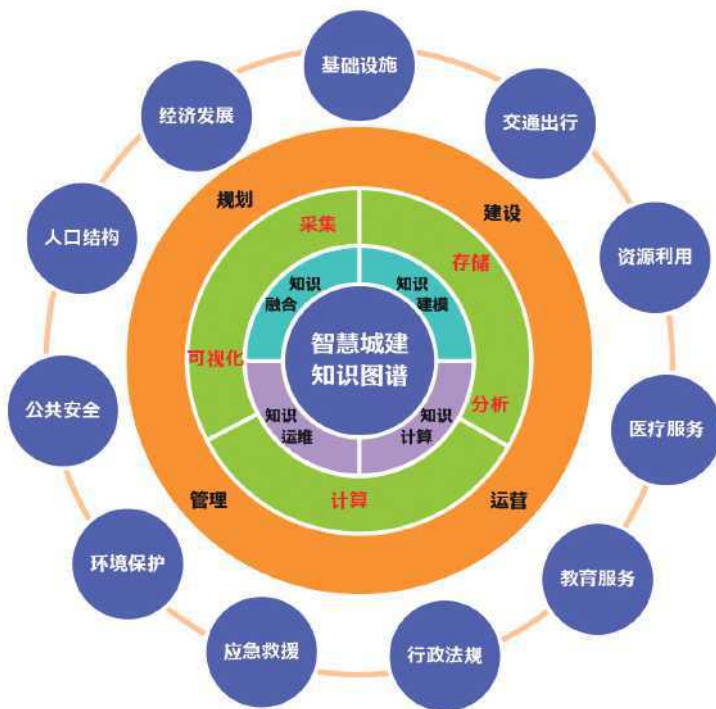 基础设施
交通出行
资源利用
医疗服务
教育服务
行政法规
应急救援
环境保护
公共安全
人口结构
经济发展
规划
建设
运营
管理
采集
存储
分析
计算
可视化
知识
融合
知识
建模
知识
计算
知识
运堆
智慧城建
知识图谱